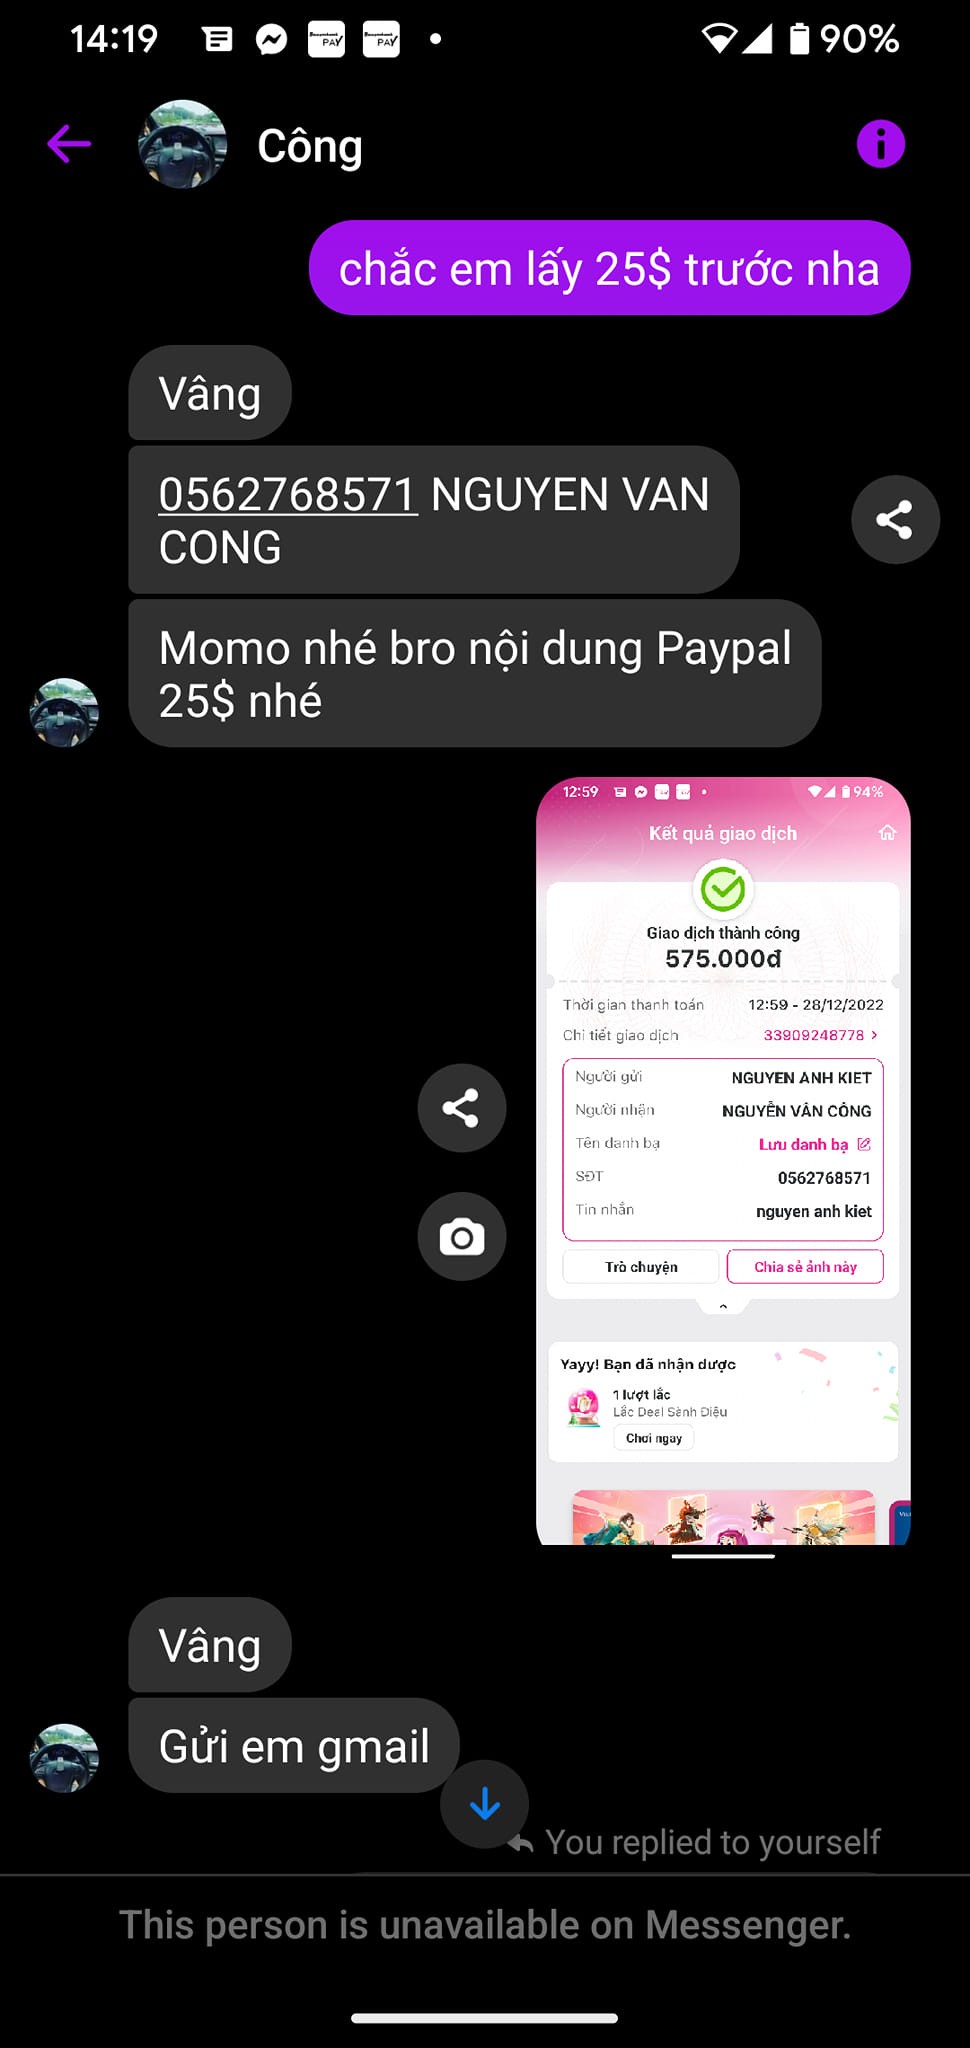 14:19
PAY
PAY
90%
Công
chắc em lấy 25$ trước nha
Vâng
0562768571 NGUYEN VAN
CONG
Momo nhé bro nội dung Paypal
25$ nhé
12:59
94%
Kết quả giao dịch
Giao dịch thành công
575.000đ
Thời gian thanh toán 12:59 - 28/12/2022
Chi tiết giao dịch 33909248778 >
Người gửi NGUYEN ANH KIET
Người nhận NGUYỄN VĂN CÔNG
Tên danh bạ Lưu danh bạ
SĐT 0562768571
Tin nhắn nguyen anh kiet
Trò chuyện Chia sẻ ảnh này
Yayy! Bạn đã nhận được
1 lượt lắc
Lắc Deal Sành Điệu
Chơi ngay
Vâng
Gửi em gmail
You replied to yourself
This person is unavailable on Messenger.